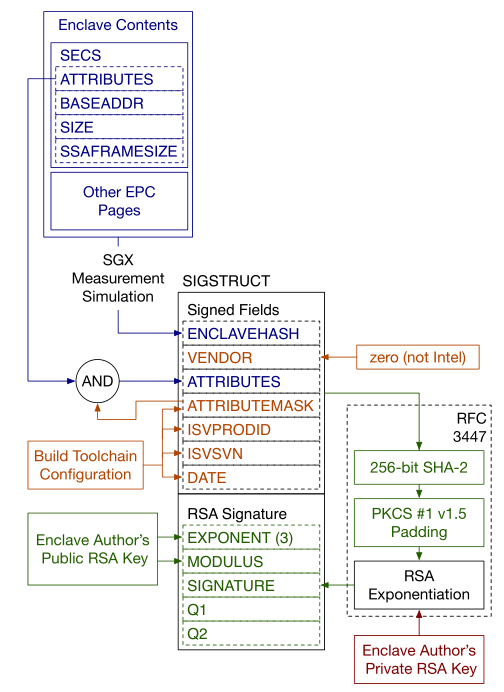 Enclave Contents
SECS
ATTRIBUTES
BASEADDR
SIZE
SSAFRAMESIZE
Other EPC
Pages
SGX
Measurement
Simulation
SIGSTRUCT
Signed Fields
ENCLAVEHASH
VENDOR
zero (not Intel)
AND
ATTRIBUTES
ATTRIBUTEMASK
ISVPRODID
ISVSVN
DATE
Build Toolchain
Configuration
RFC
3447
256-bit SHA-2
PKCS #1 v1.5
Padding
RSA
Exponentiation
RSA Signature
EXPONENT (3)
MODULUS
SIGNATURE
Q1
Q2
Enclave Author's
Public RSA Key
Enclave Author's
Private RSA Key